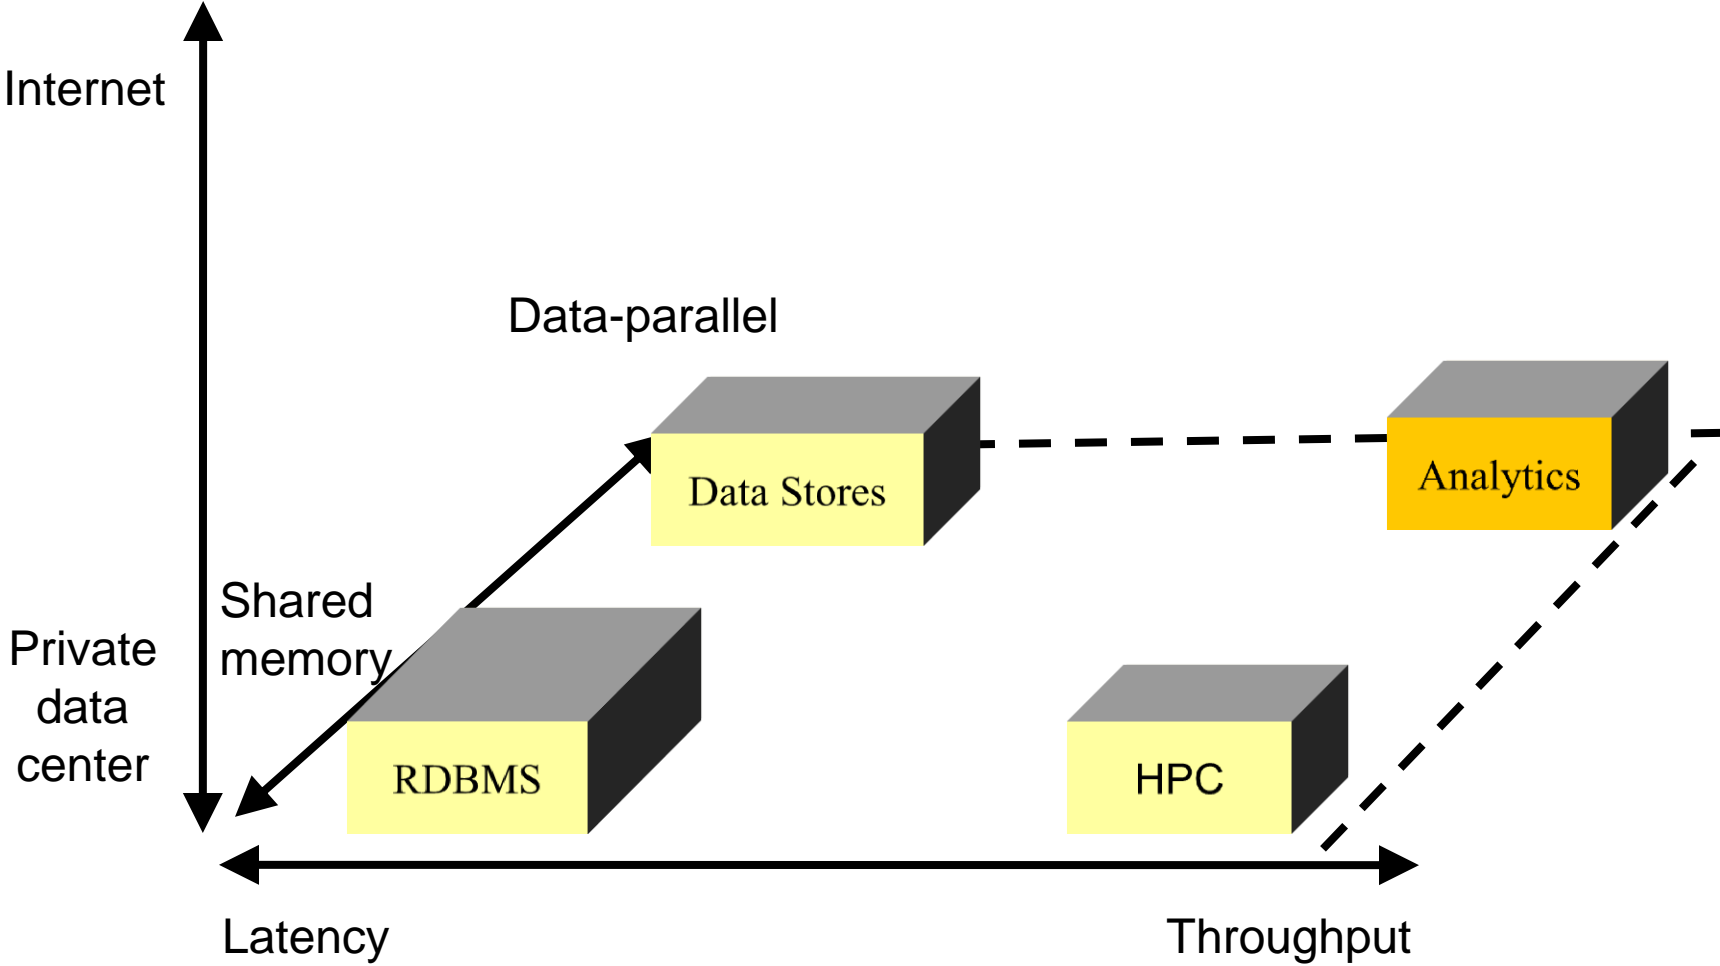 Internet
Data-parallel
Analytics
Data Stores
Shared
memory
Private
data
center
RDBMS
HPC
Latency
Throughput